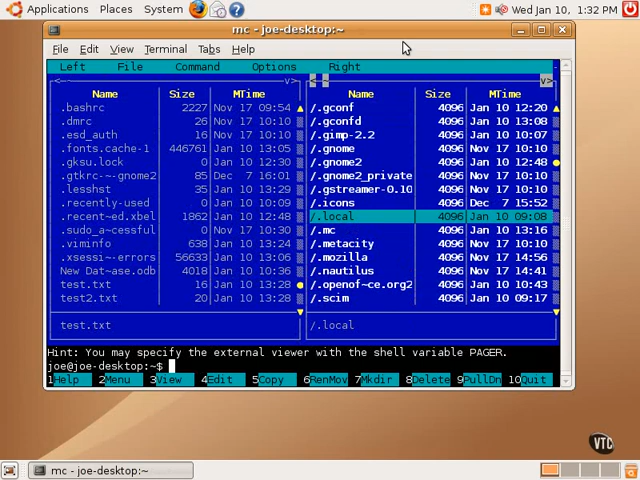 Applications Places System Wed Jan 10, 1:32 PM
mc - joe-desktop:~
File Edit View Terminal Tabs Help
Left File Command Options Right
Name Size MTime Name Size MTime
.bashrc 2227 Nov 17 09:54 /.gconf 4096 Jan 10 12:20
.dmrc 26 Nov 17 10:10 /.gconfd 4096 Jan 10 13:08
.esd_auth 16 Nov 17 10:10 /.gimp-2.2 4096 Jan 10 10:07
.fonts.cache-1 446761 Jan 10 13:05 /.gnome 4096 Nov 17 10:10
.gksu.lock 0 Jan 10 12:30 /.gnome2 4096 Jan 10 12:48
.gtkrc-~-gnome2 85 Dec 7 16:01 /.gnome2_private 4096 Nov 17 10:10
.lesshst 35 Jan 10 13:29 /.gstreamer-0.10 4096 Nov 17 10:10
.recently-used 0 Jan 10 10:09 /.icons 4096 Dec 7 15:52
.recent~ed.xbel 1862 Jan 10 12:48 /.local 4096 Jan 10 09:08
.sudo_a~cessful 0 Nov 17 10:30 /.mc 4096 Jan 10 13:16
.viminfo 638 Jan 10 13:24 /.metacity 4096 Nov 17 10:10
.xsessi~-errors 56633 Jan 10 13:06 /.mozilla 4096 Nov 17 14:56
New Dat~ase.odb 4018 Jan 10 10:36 /.nautilus 4096 Nov 17 14:41
test.txt 16 Jan 10 13:28 /.openof~ce.org2 4096 Jan 10 10:43
test2.txt 20 Jan 10 13:28 /.scim 4096 Jan 10 09:17
test.txt /.local
Hint: You may specify the external viewer with the shell variable PAGER.
joe@joe-desktop:~$
1Help 2Menu 3View 4Edit 5Copy 6RenMov 7Mkdir 8Delete 9PullDn 10Quit
VTC
mc - joe-desktop:~